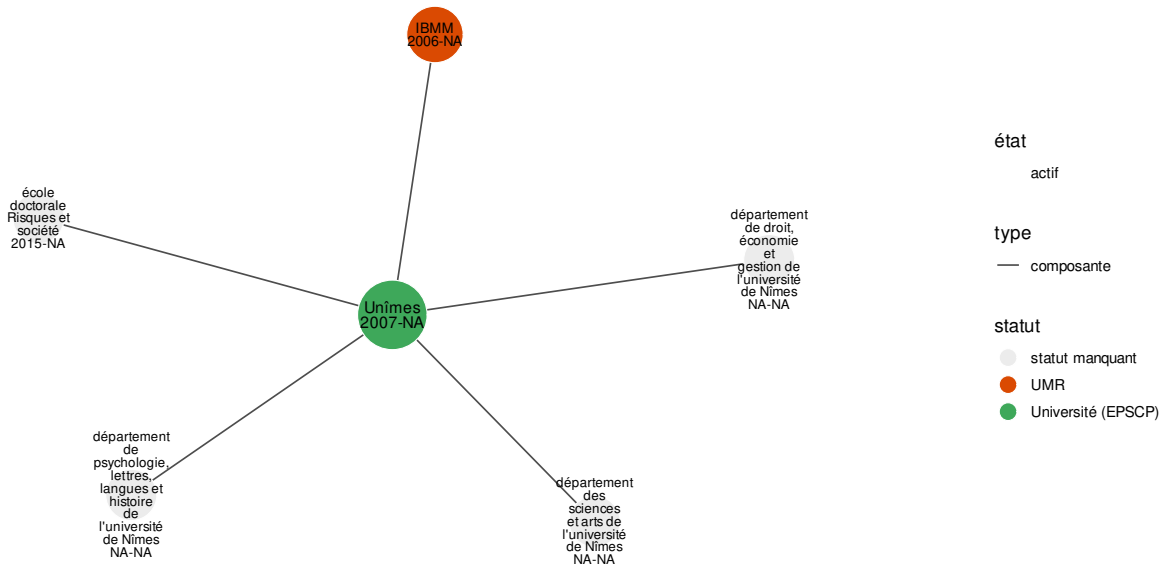 IBMM
2006-NA
école
doctorale
Risques et
société
2015-NA
département
de droit,
économie
et
gestion de
l'université
de Nîmes
NA-NA
Unîmes
2007-NA
département
de
psychologie,
lettres,
langues et
histoire
de
l'université
de Nîmes
NA-NA
département
des
sciences
et arts de
l'université
de Nîmes
NA-NA
état
actif
type
composante
statut
statut manquant
UMR
Université (EPSCP)